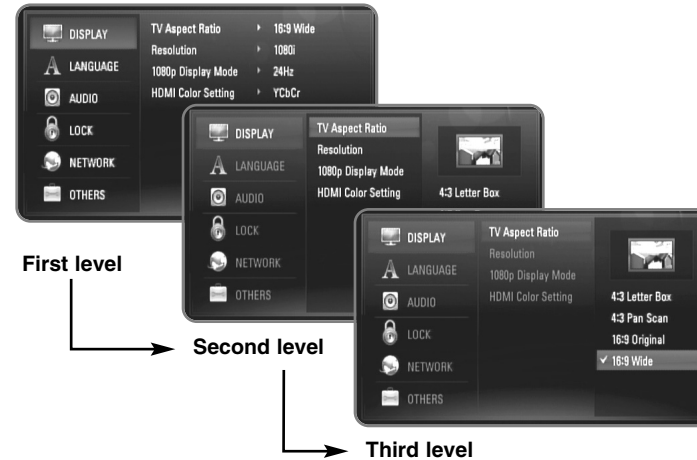 DISPLAY
LANGUAGE
AUDIO
LOCK
NETWORK
OTHERS
TV Aspect Ratio 16:9 Wide
Resolution 1080i
1080p Display Mode 24Hz
HDMI Color Setting YCbCr
First level
DISPLAY
LANGUAGE
AUDIO
LOCK
NETWORK
OTHERS
TV Aspect Ratio
Resolution
1080p Display Mode
HDMI Color Setting
4:3 Letter Box
Second level
DISPLAY
LANGUAGE
AUDIO
LOCK
NETWORK
OTHERS
TV Aspect Ratio
Resolution
1080p Display Mode
HDMI Color Setting
4:3 Letter Box
4:3 Pan Scan
16:9 Original
✓ 16:9 Wide
Third level